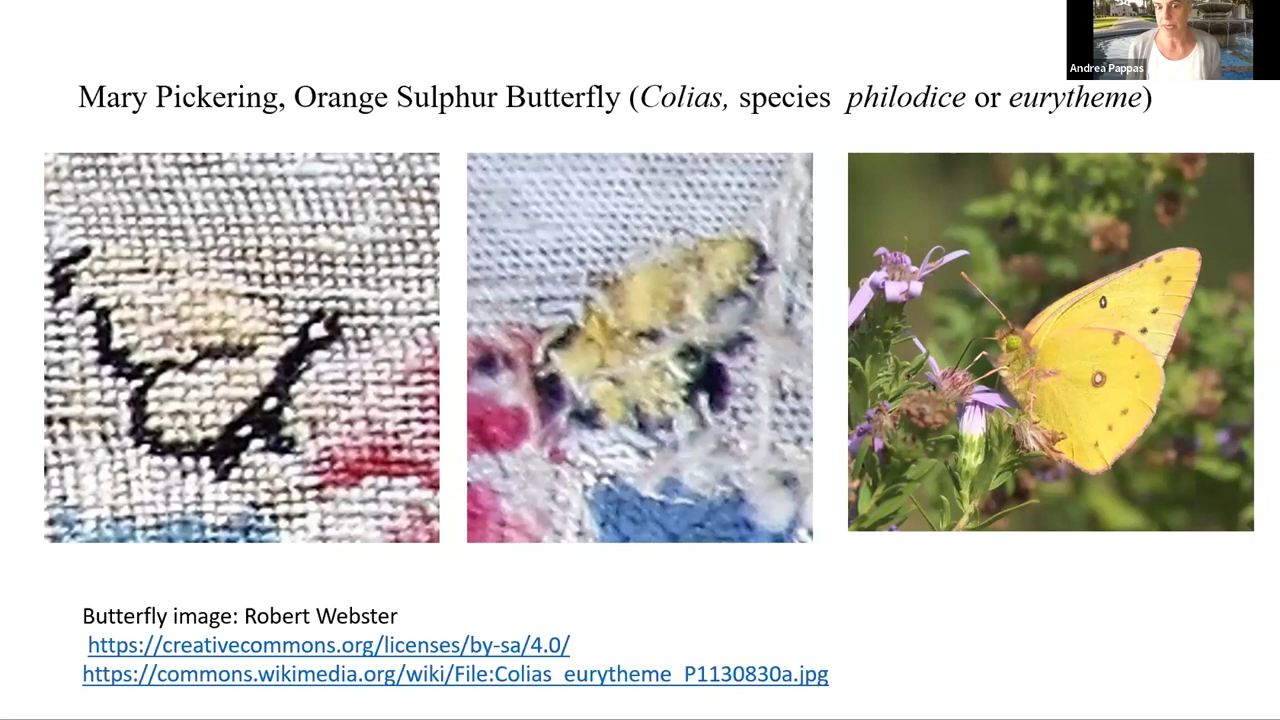 Andrea Pappas
Mary Pickering, Orange Sulphur Butterfly (Colias, species philodice or eurytheme)
Butterfly image: Robert Webster
https://creativecommons.org/licenses/by-sa/4.0/
https://commons.wikimedia.org/wiki/File:Colias_eurytheme_P1130830a.jpg